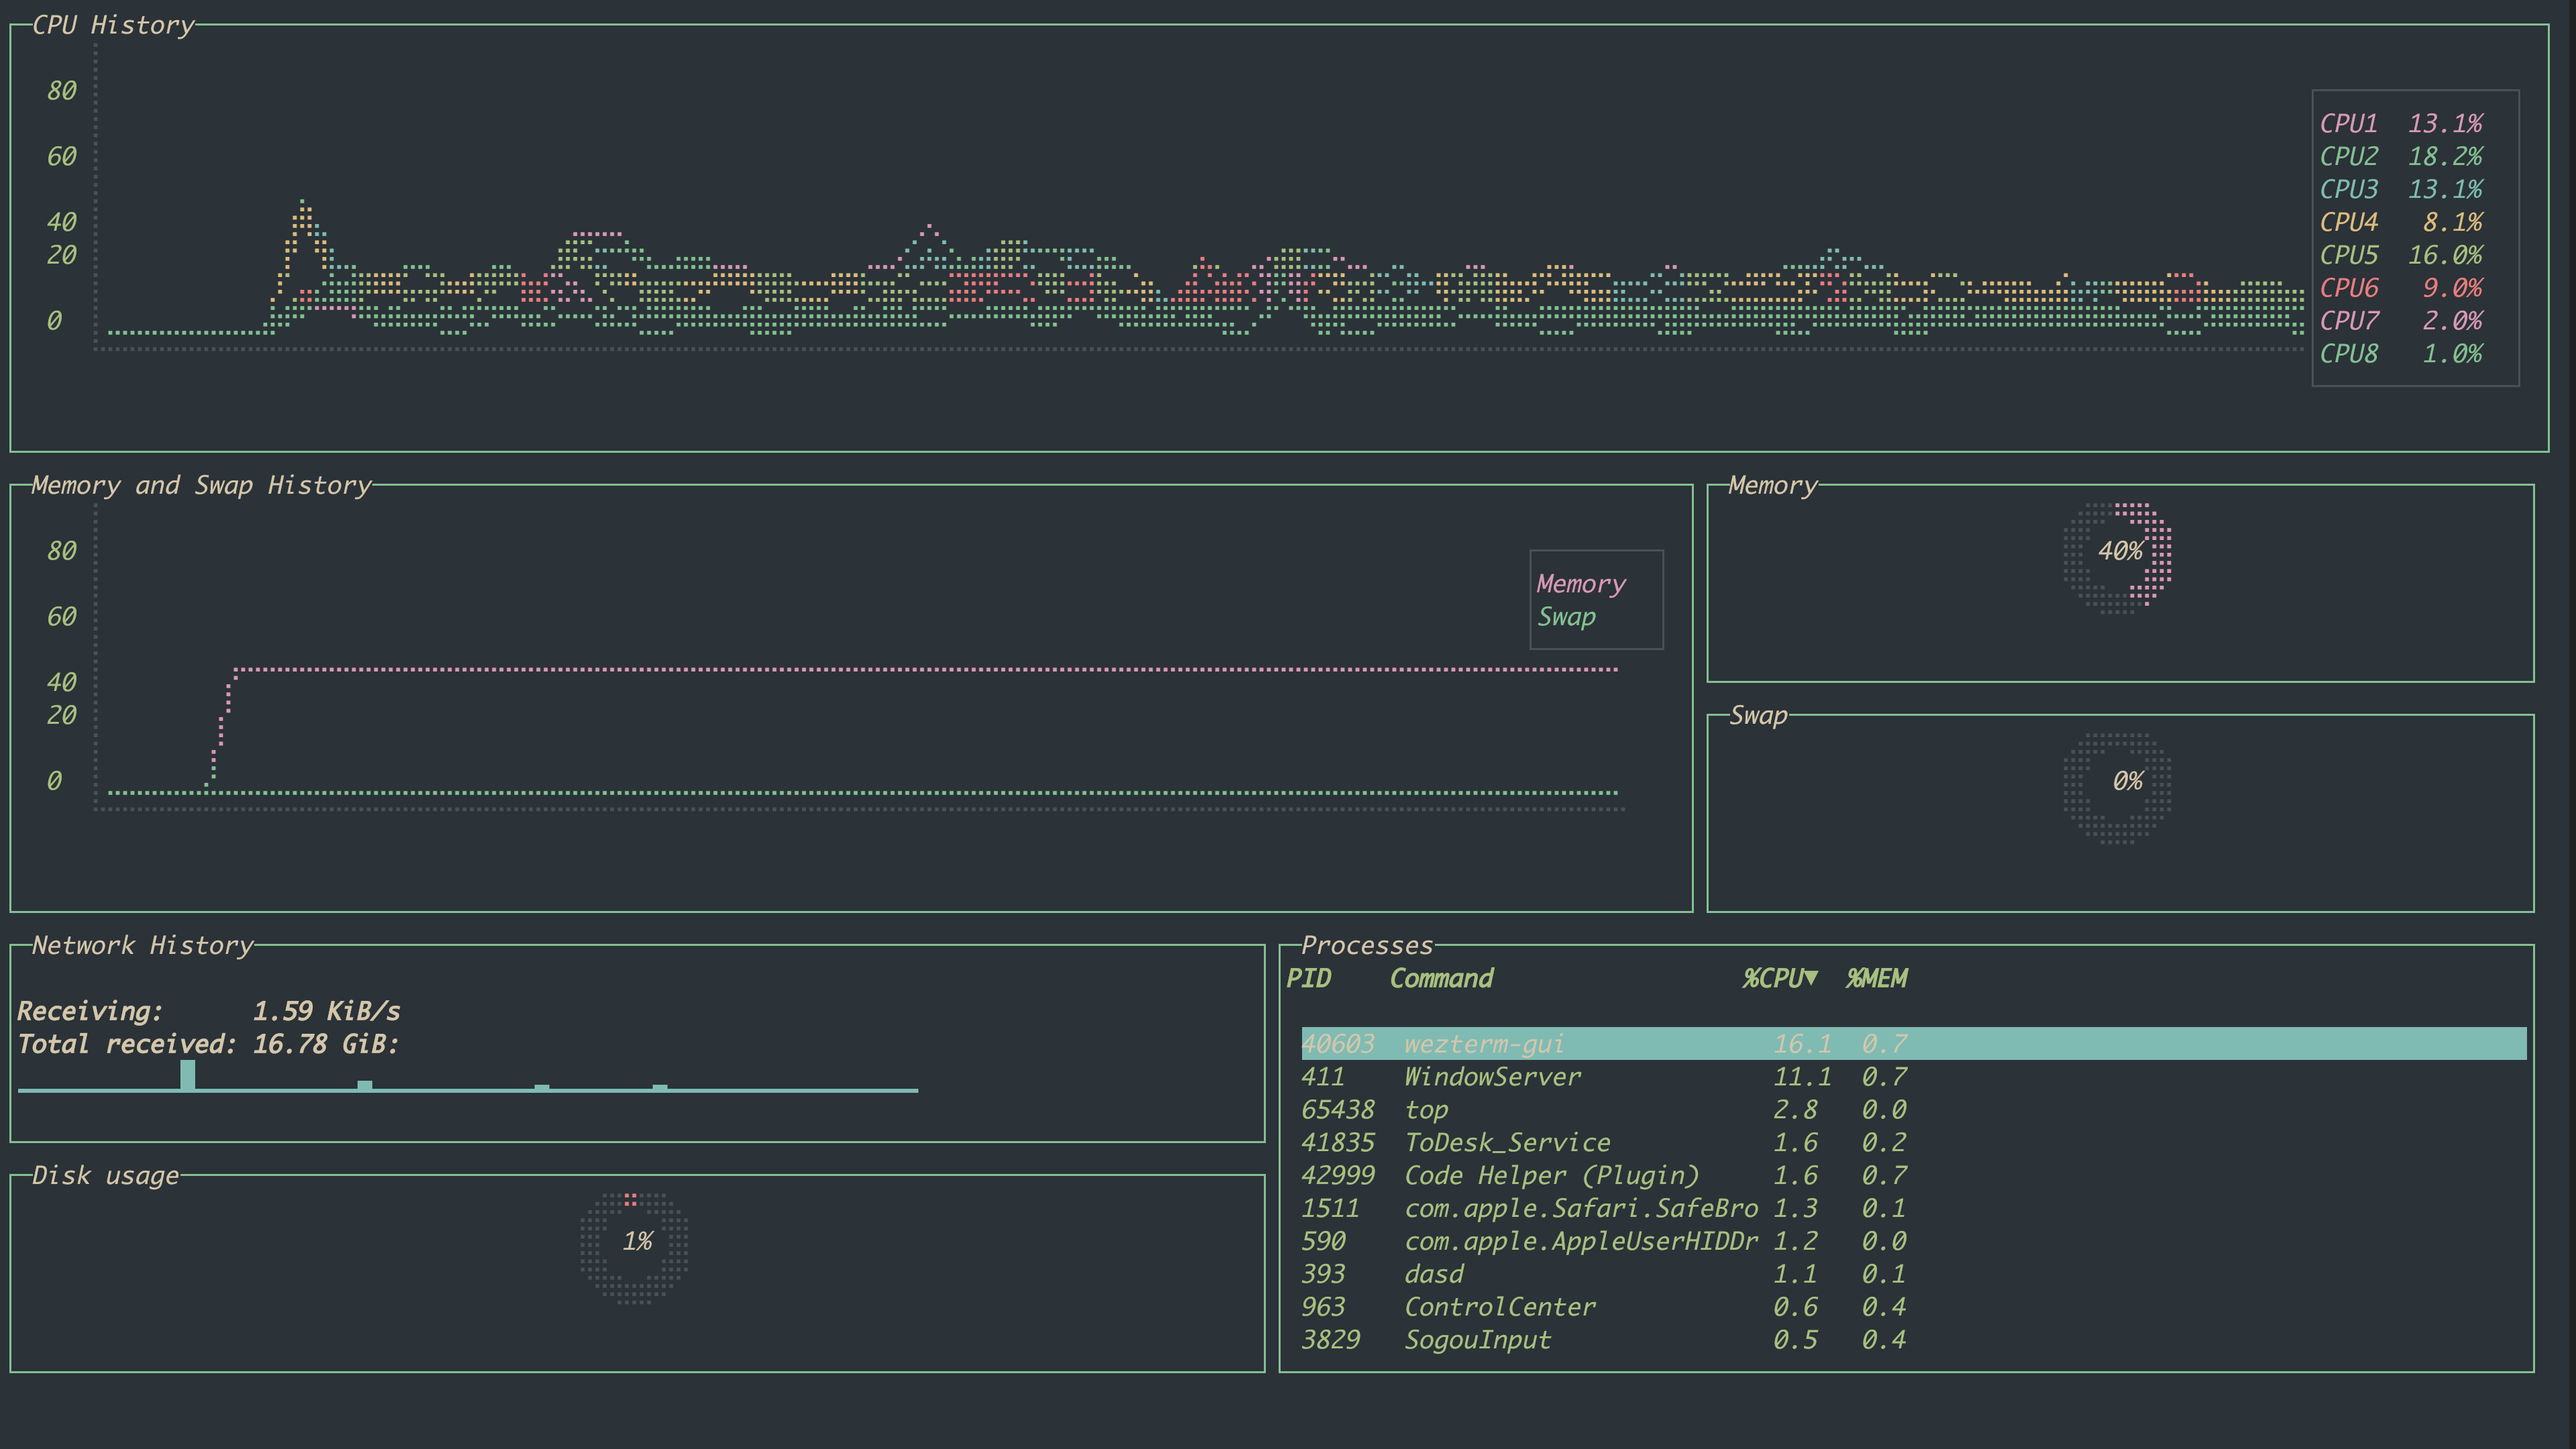 CPU History
80
60
40
20
0
CPU1 13.1%
CPU2 18.2%
CPU3 13.1%
CPU4 8.1%
CPU5 16.0%
CPU6 9.0%
CPU7 2.0%
CPU8 1.0%
Memory and Swap History
80
60
40
20
0
Memory
Swap
Memory
40%
Swap
0%
Network History
Receiving: 1.59 KiB/s
Total received: 16.78 GiB:
Disk usage
1%
Processes
PID Command %CPU▼ %MEM
40603 wezterm-gui 16.1 0.7
411 WindowServer 11.1 0.7
65438 top 2.8 0.0
41835 ToDesk_Service 1.6 0.2
42999 Code Helper (Plugin) 1.6 0.7
1511 com.apple.Safari.SafeBro 1.3 0.1
590 com.apple.AppleUserHIDDr 1.2 0.0
393 dasd 1.1 0.1
963 ControlCenter 0.6 0.4
3829 SogouInput 0.5 0.4